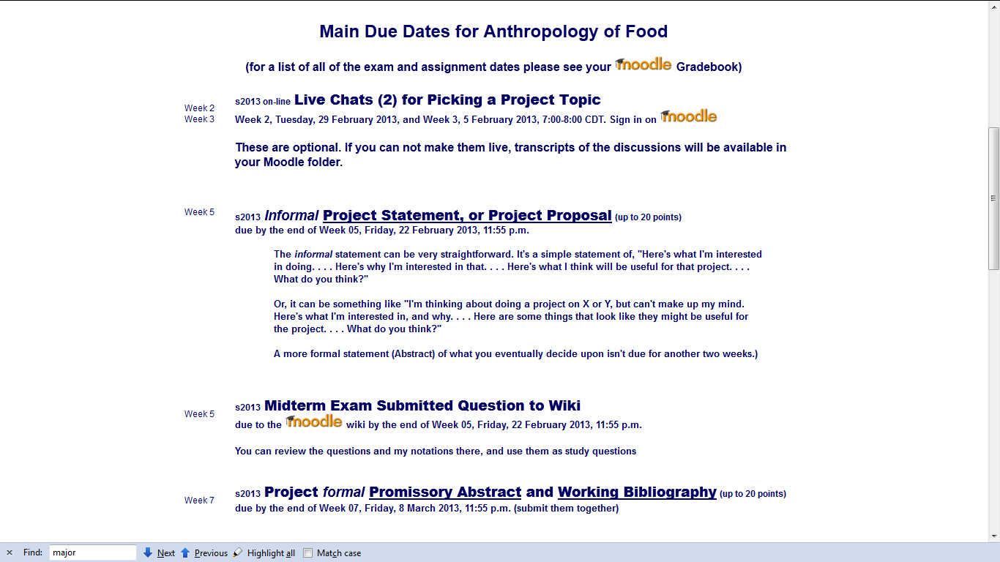 Main Due Dates for Anthropology of Food
(for a list of all of the exam and assignment dates please see your moodle Gradebook)
Week 2
Week 3
s2013 on-line Live Chats (2) for Picking a Project Topic
Week 2, Tuesday, 29 February 2013, and Week 3, 5 February 2013, 7:00-8:00 CDT. Sign in on moodle
These are optional. If you can not make them live, transcripts of the discussions will be available in
your Moodle folder.
Week 5
s2013 Informal Project Statement, or Project Proposal (up to 20 points)
due by the end of Week 05, Friday, 22 February 2013, 11:55 p.m.
The informal statement can be very straightforward. It's a simple statement of, "Here's what I'm interested
in doing. . . . Here's why I'm interested in that. . . . Here's what I think will be useful for that project. . . .
What do you think?"
Or, it can be something like "I'm thinking about doing a project on X or Y, but can't make up my mind.
Here's what I'm interested in, and why. . . . Here are some things that look like they might be useful for
the project. . . . What do you think?"
A more formal statement (Abstract) of what you eventually decide upon isn't due for another two weeks.)
Week 5
s2013 Midterm Exam Submitted Question to Wiki
due to the moodle wiki by the end of Week 05, Friday, 22 February 2013, 11:55 p.m.
You can review the questions and my notations there, and use them as study questions
Week 7
s2013 Project formal Promissory Abstract and Working Bibliography (up to 20 points)
due by the end of Week 07, Friday, 8 March 2013, 11:55 p.m. (submit them together)
Find: major Next Previous Highlight all Match case